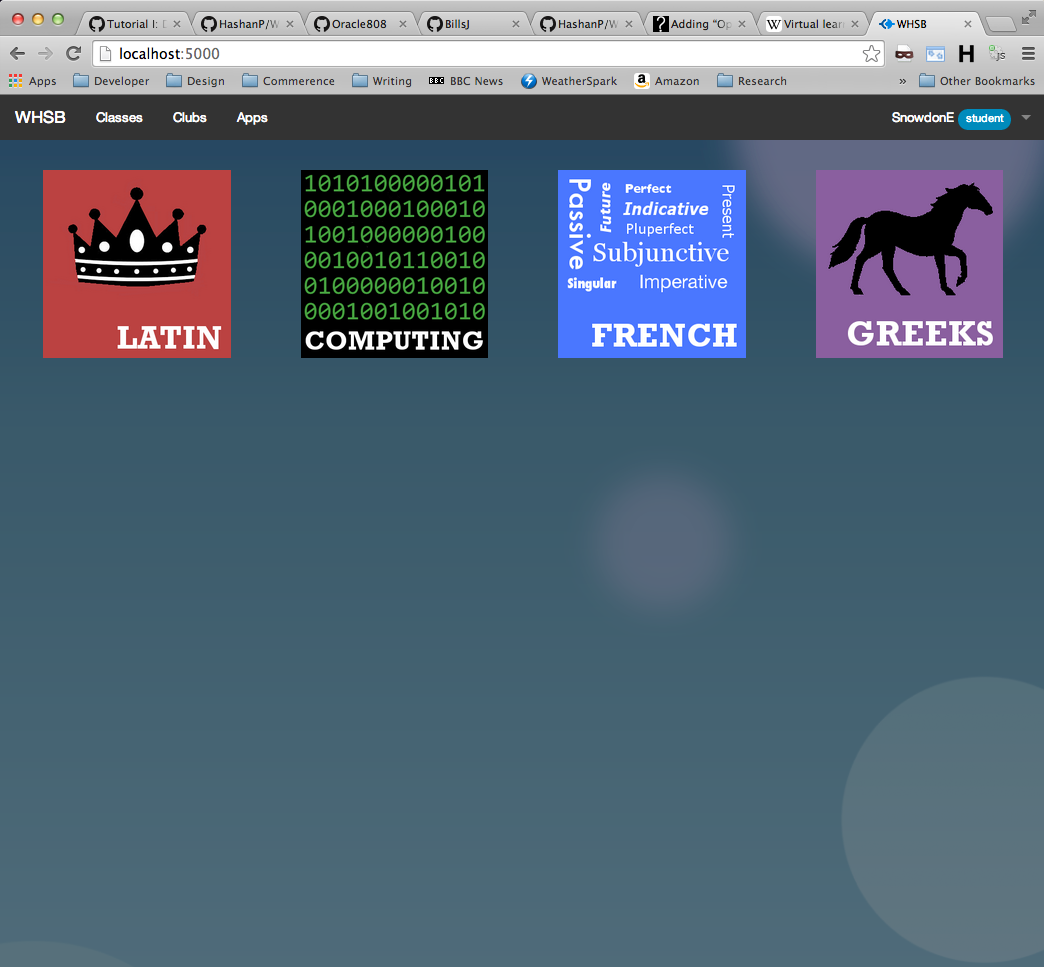 Tutorial I: D
HashanP/W
Oracle808
BillsJ
HashanP/W
Adding "Op
W Virtual lear
WHSB
localhost:5000
H
JS
Apps
Developer
Design
Commerence
Writing
BBC BBC News
WeatherSpark
a Amazon
Research
»
Other Bookmarks
WHSB
Classes
Clubs
Apps
SnowdonE student
LATIN
1010100000101
0001000100010
1001000000100
0010010110010
0100000010010
0001001001010
COMPUTING
Passive
Future
Perfect
Indicative
Pluperfect
Present
Subjunctive
Singular
Imperative
FRENCH
GREEKS